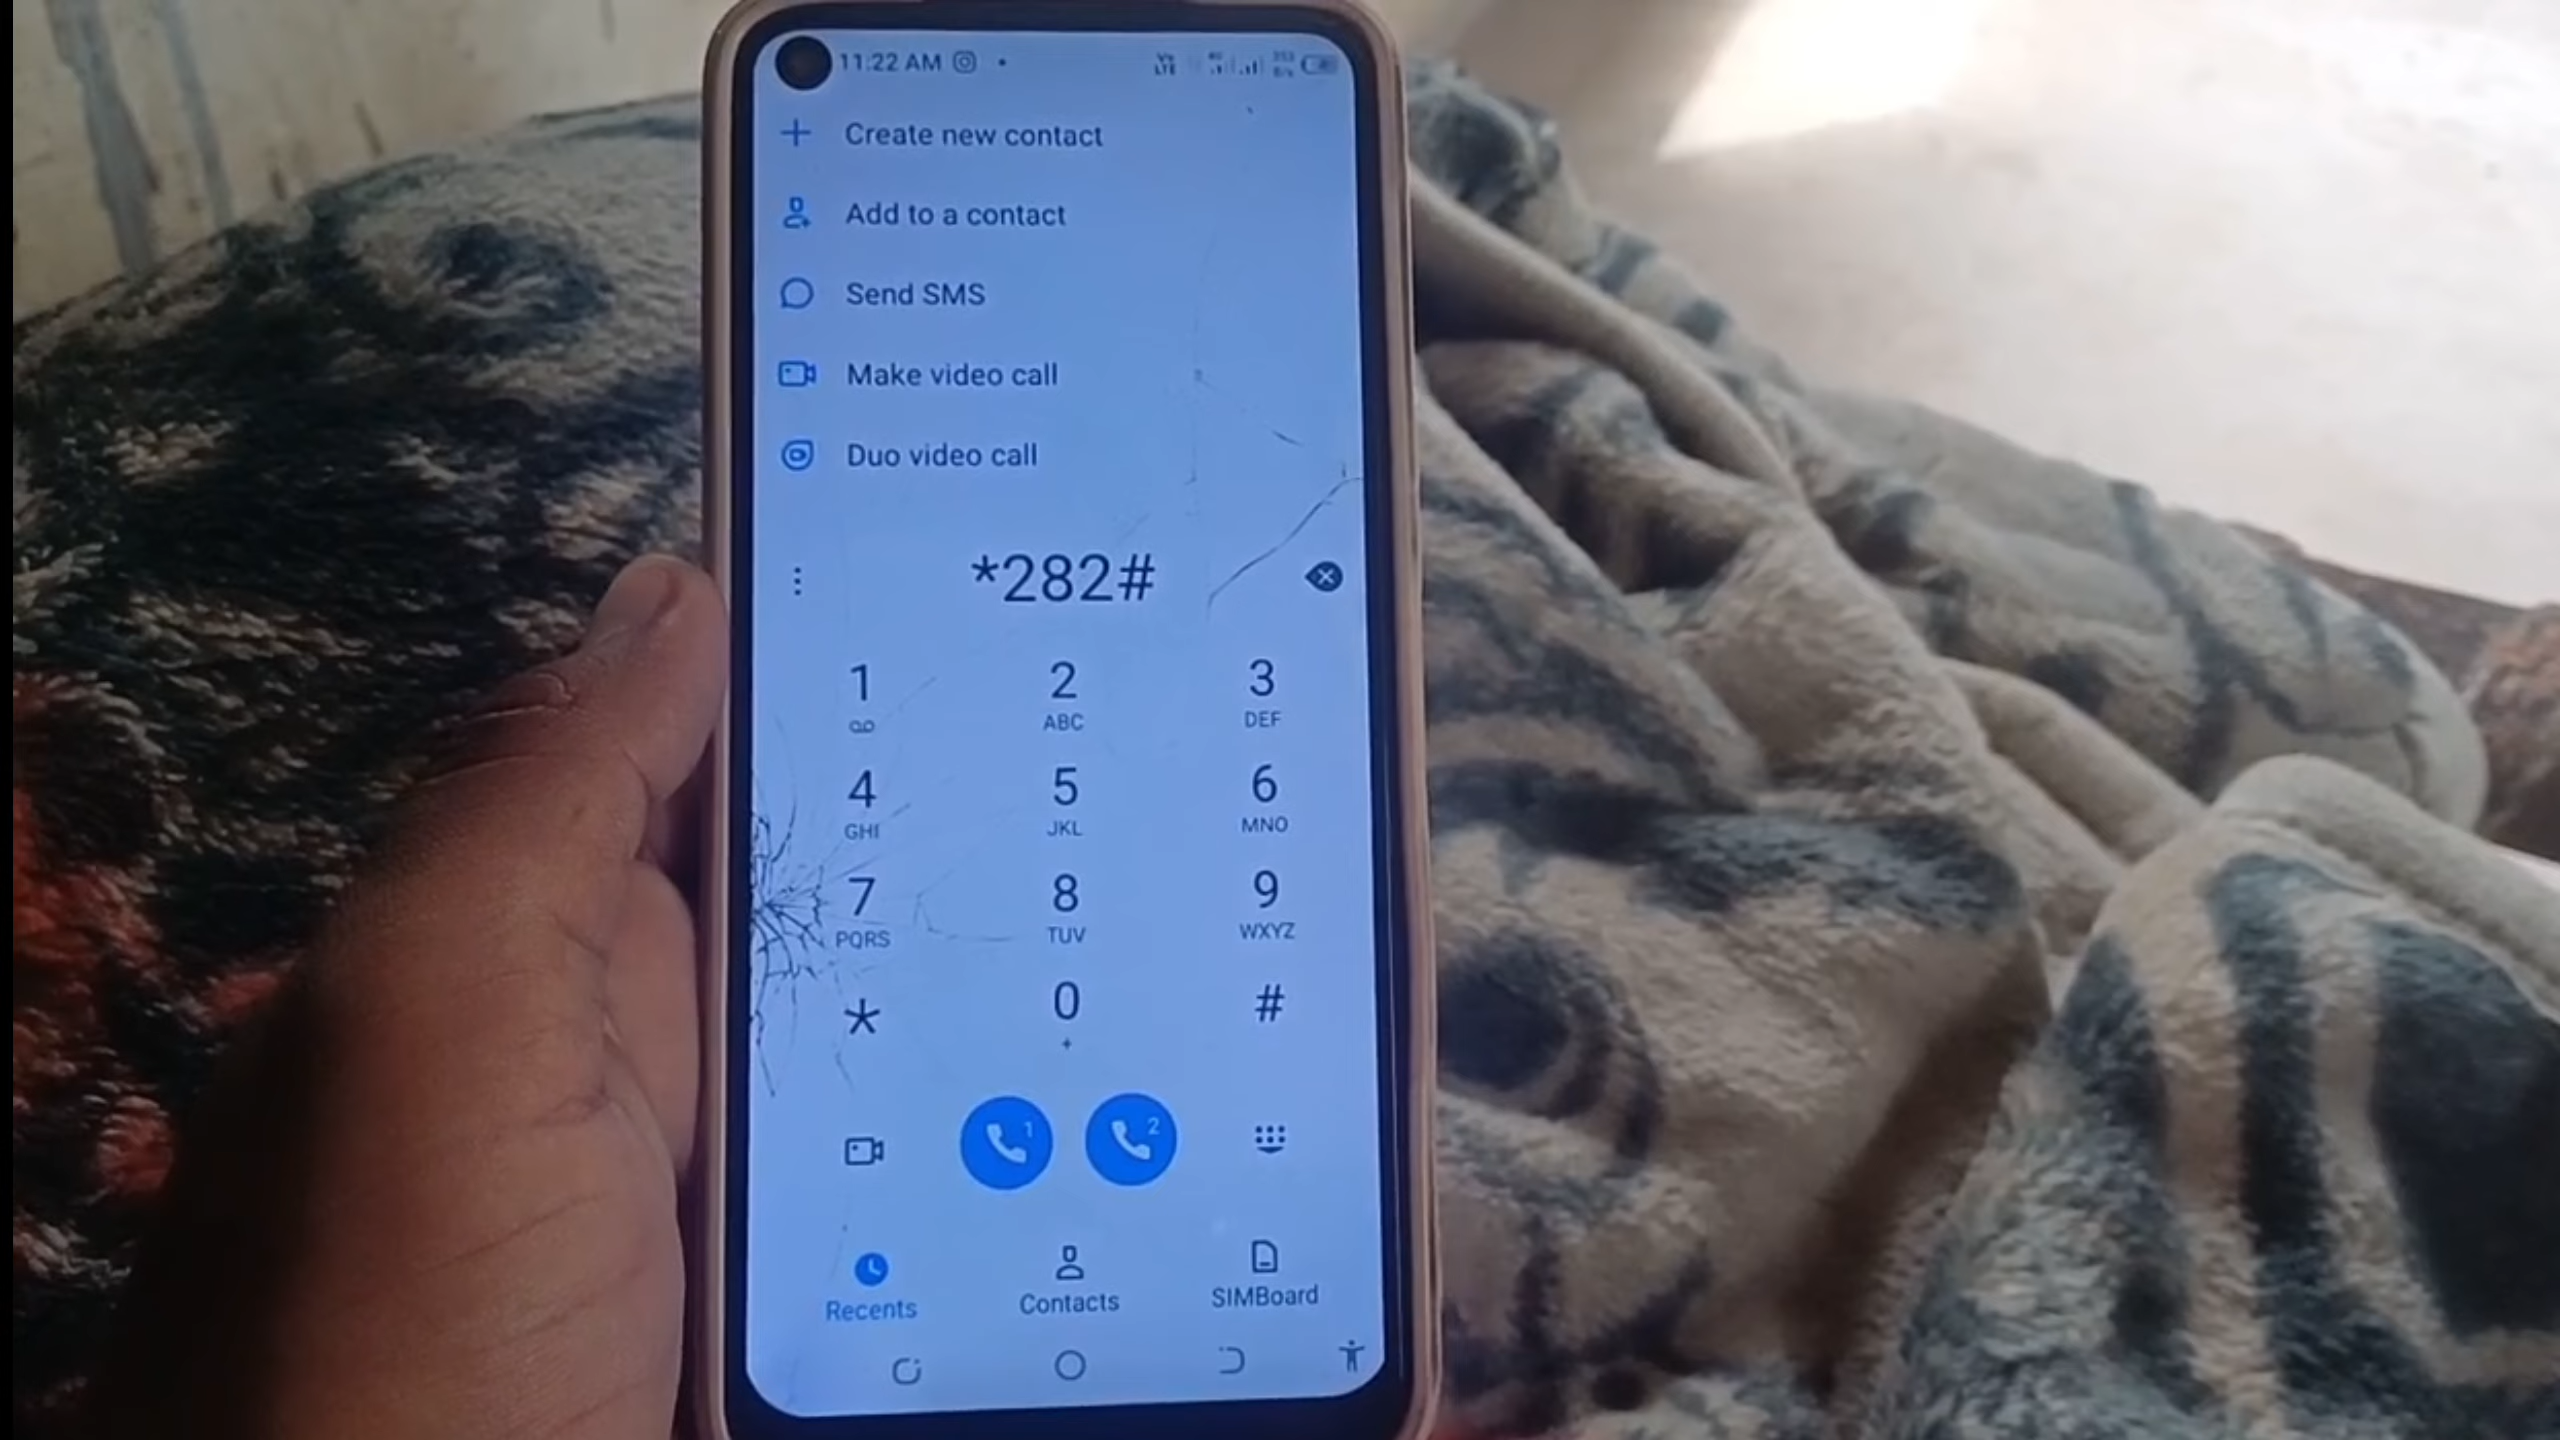 11:22 AM
Vo
LTE
Create new contact
Add to a contact
Send SMS
Make video call
Duo video call
*282#
1 2 3
ABC DEF
4 5 6
GHI JKL MNO
7 8 9
PQRS TUV WXYZ
* 0 #
+
1 2
Recents Contacts SIMBoard